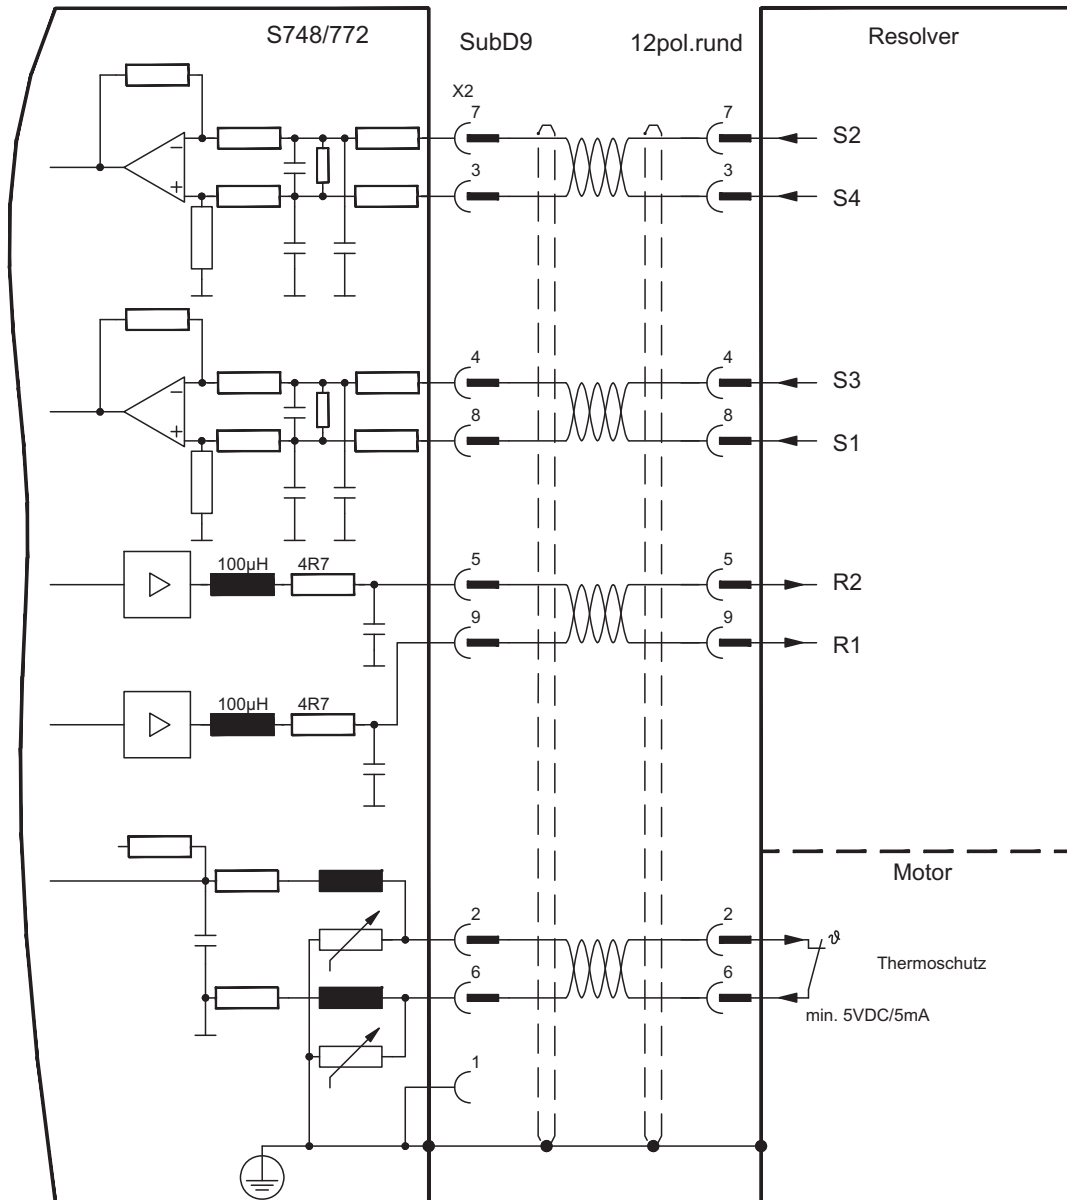 S748/772
SubD9
12pol.rund
Resolver
X2
7
7
S2
3
3
S4
4
4
S3
8
8
S1
100µH
4R7
5
5
R2
9
9
R1
100µH
4R7
Motor
2
2
ϑ
Thermoschutz
6
6
min. 5VDC/5mA
1